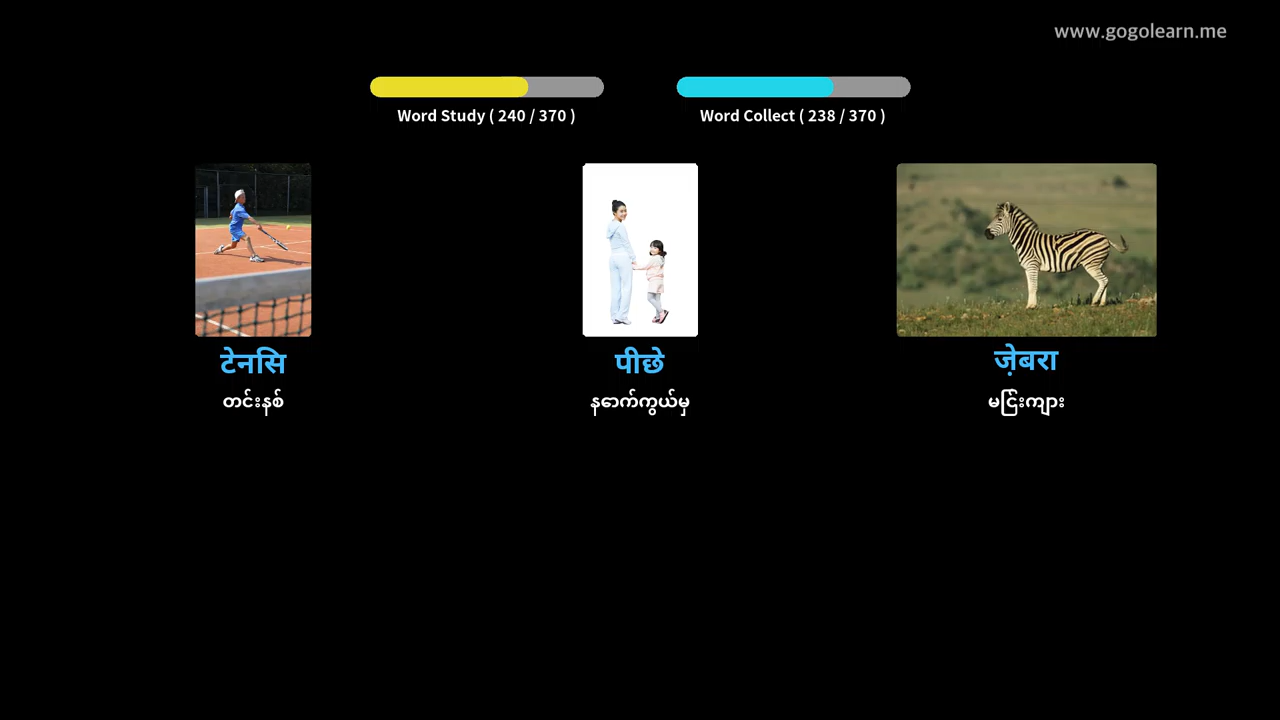 www.gogolearn.me
Word Study ( 240 / 370 )
Word Collect ( 238 / 370 )
टेनिस
पीछे
ज़ेबरा
တင်းနစ်
နောက်ကွယ်မှ
မြင်းကျား